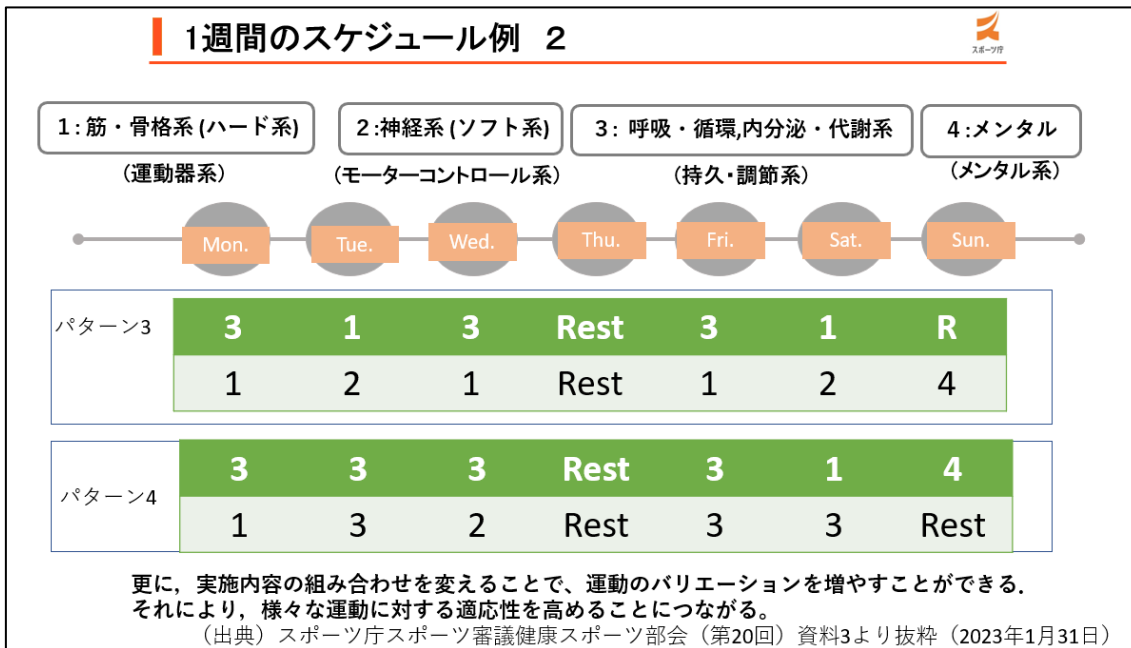 1週間のスケジュール例 2
スポーツ庁
1:筋・骨格系(ハード系)
2:神経系(ソフト系)
3: 呼吸・循環,内分泌・代謝系
4:メンタル
(運動器系)
(モーターコントロール系)
(持久・調節系)
(メンタル系)
Mon. Tue. Wed. Thu. Fri. Sat. Sun.
パターン3
3 1 3 Rest 3 1 R
1 2 1 Rest 1 2 4
パターン4
3 3 3 Rest 3 1 4
1 3 2 Rest 3 3 Rest
更に，実施内容の組み合わせを変えることで、運動のバリエーションを増やすことができる．
それにより，様々な運動に対する適応性を高めることにつながる。
（出典）スポーツ庁スポーツ審議健康スポーツ部会（第20回）資料3より抜粋（2023年1月31日）